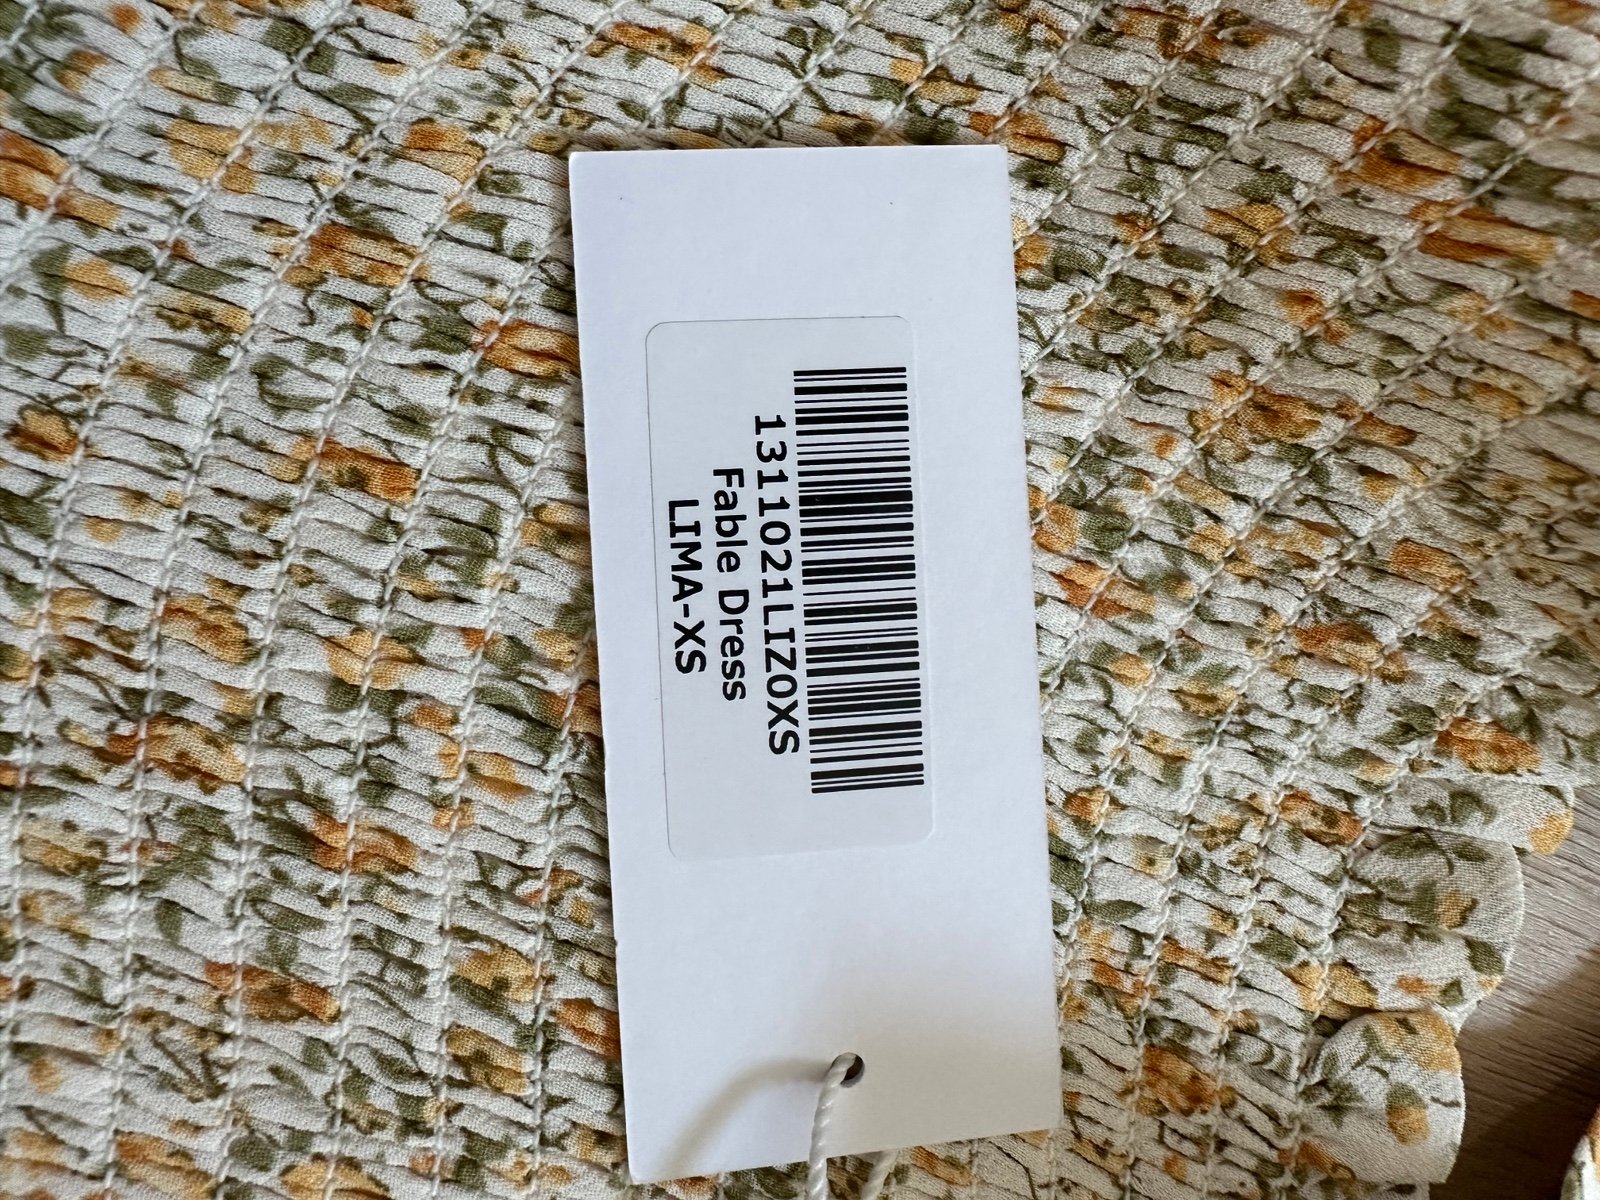 1311021LIZ0XS
Fable Dress
LIMA-XS